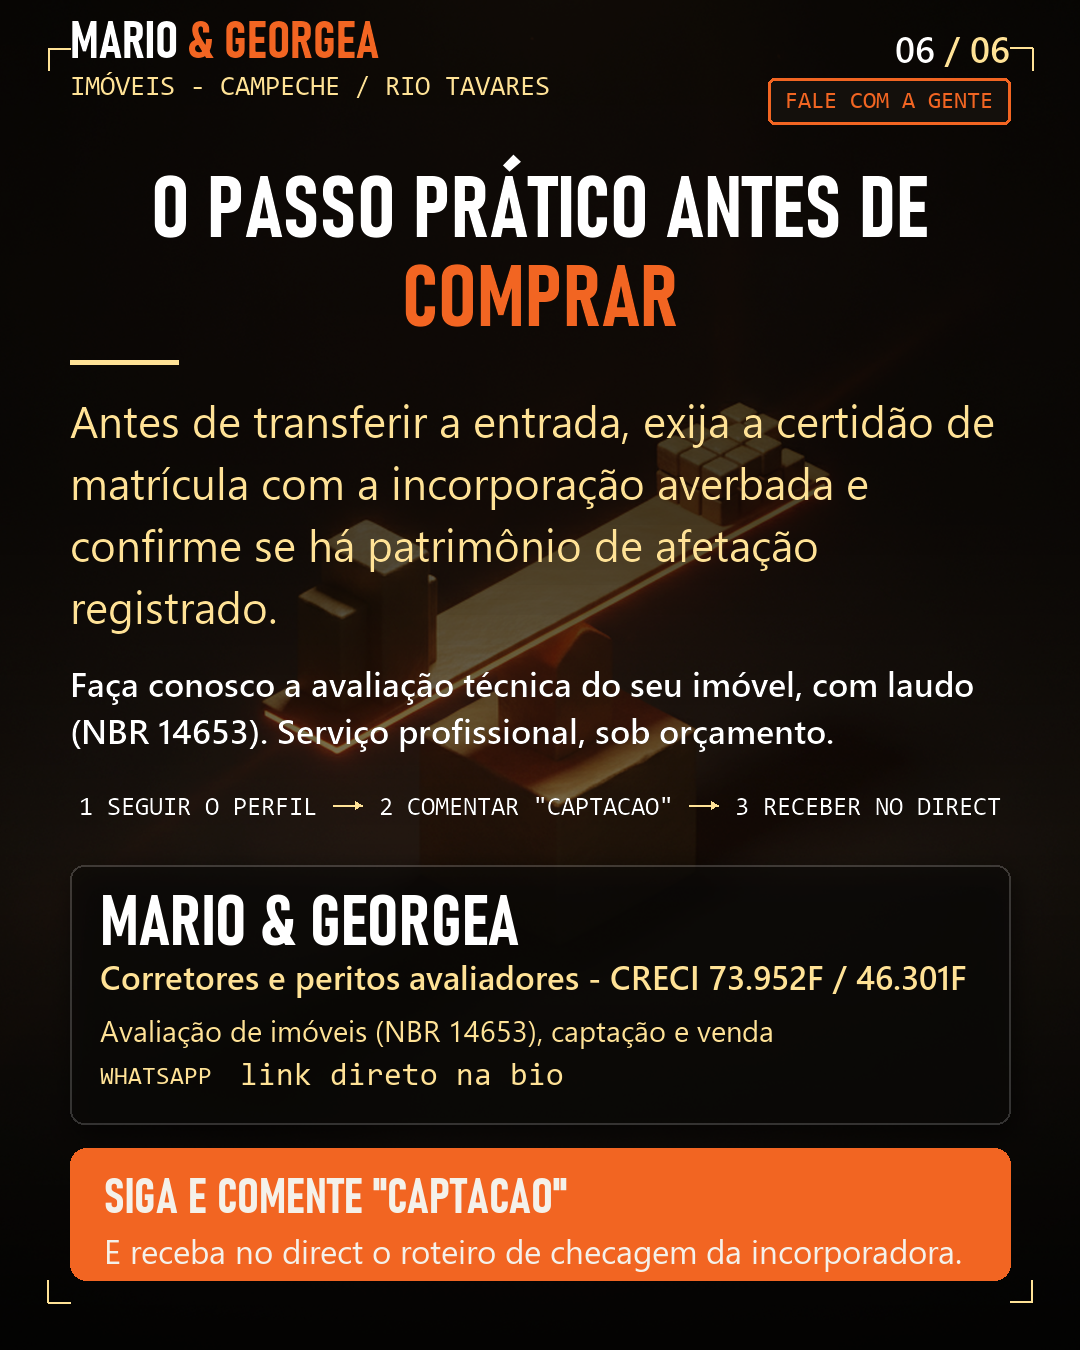 MARIO & GEORGEA
IMÓVEIS - CAMPECHE / RIO TAVARES
06 / 06
FALE COM A GENTE
O PASSO PRÁTICO ANTES DE
COMPRAR
Antes de transferir a entrada, exija a certidão de
matrícula com a incorporação averbada e
confirme se há patrimônio de afetação
registrado.
Faça conosco a avaliação técnica do seu imóvel, com laudo
(NBR 14653). Serviço profissional, sob orçamento.
1 SEGUIR O PERFIL → 2 COMENTAR "CAPTACAO" → 3 RECEBER NO DIRECT
MARIO & GEORGEA
Corretores e peritos avaliadores - CRECI 73.952F / 46.301F
Avaliação de imóveis (NBR 14653), captação e venda
WHATSAPP link direto na bio
SIGA E COMENTE "CAPTACAO"
E receba no direct o roteiro de checagem da incorporadora.